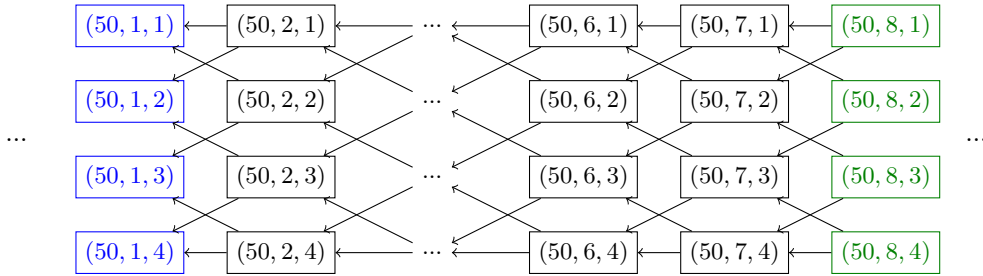 (50, 1, 1) (50, 2, 1) ... (50, 6, 1) (50, 7, 1) (50, 8, 1)
(50, 1, 2) (50, 2, 2) ... (50, 6, 2) (50, 7, 2) (50, 8, 2)
... ...
(50, 1, 3) (50, 2, 3) ... (50, 6, 3) (50, 7, 3) (50, 8, 3)
(50, 1, 4) (50, 2, 4) ... (50, 6, 4) (50, 7, 4) (50, 8, 4)